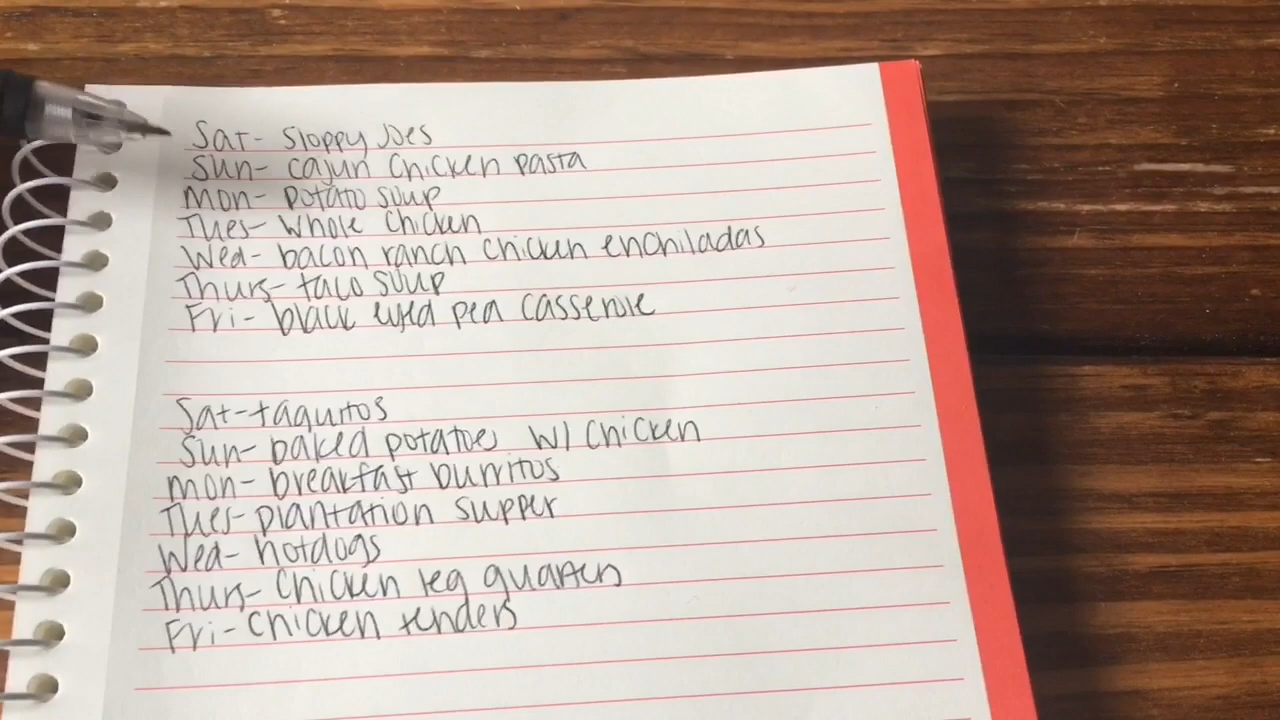 Sat- Sloppy Joes
Sun- cajun Chicken pasta
Mon- potato soup
Tues- Whole Chicken
Wed- bacon ranch chicken enchiladas
Thurs- taco soup
Fri- black eyed pea casserole
Sat- taquitos
Sun- baked potatoes W/ Chicken
Mon- breakfast burritos
Tues- plantation supper
Wed- hotdogs
Thurs- Chicken leg quarters
Fri- Chicken tenders